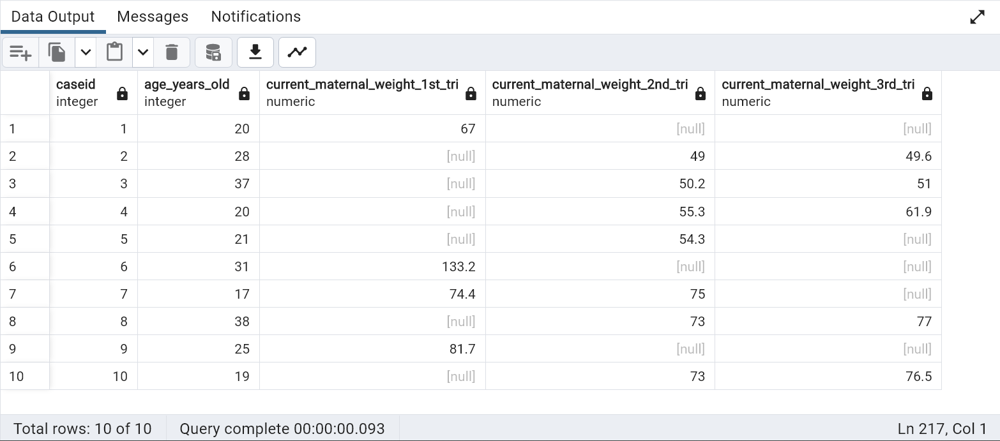 Data Output Messages Notifications
caseid age_years_old current_maternal_weight_1st_tri current_maternal_weight_2nd_tri current_maternal_weight_3rd_tri
integer integer numeric numeric numeric
1 1 20 67 [null] [null]
2 2 28 [null] 49 49.6
3 3 37 [null] 50.2 51
4 4 20 [null] 55.3 61.9
5 5 21 [null] 54.3 [null]
6 6 31 133.2 [null] [null]
7 7 17 74.4 75 [null]
8 8 38 [null] 73 77
9 9 25 81.7 [null] [null]
10 10 19 [null] 73 76.5
Total rows: 10 of 10 Query complete 00:00:00.093 Ln 217, Col 1